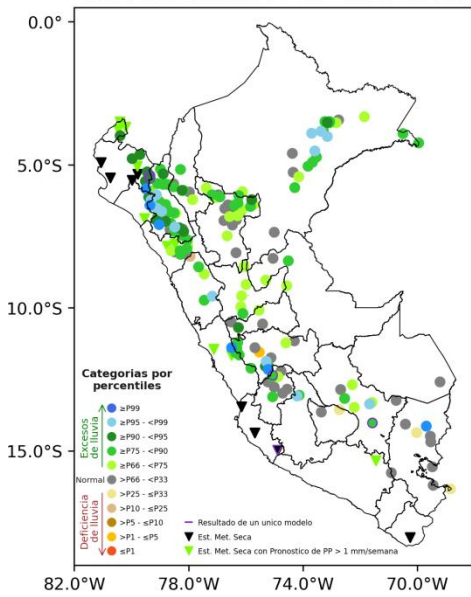 0.0°
5.0°S
10.0°S
15.0°S
82.0°W
78.0°W
74.0°W
70.0°W
Categorias por
percentiles
Excesos
de lluvia
Normal
Deficiencia
de lluvia
≥P99
≥P95 - <P99
≥P90 - <P95
≥P75 - <P90
≥P66 - <P75
>P66 - <P33
>P25 - ≤P33
>P10 - ≤P25
>P5 - ≤P10
>P1 - ≤P5
≤P1
Resultado de un unico modelo
Est. Met. Seca
Est. Met. Seca con Pronostico de PP > 1 mm/semana